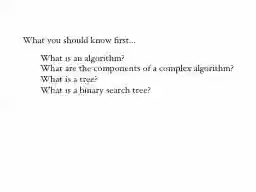 What you should know first...
What is an algorithm?
What are the components of a complex algorithm?
What is a tree?
What is a binary search tree?